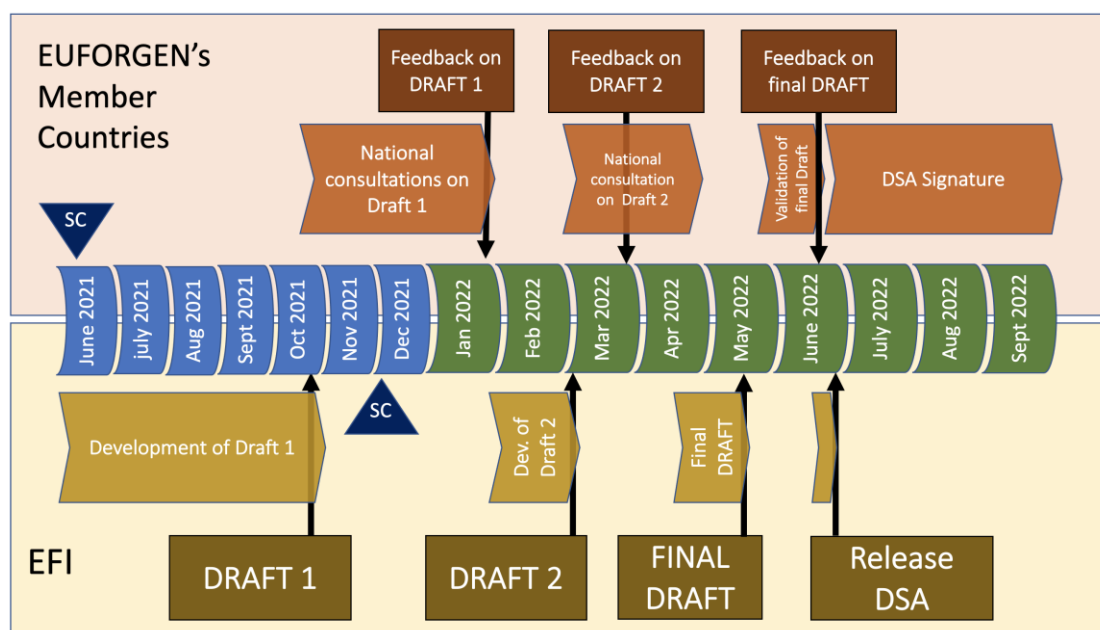 EUFORGEN's
Member
Countries
Feedback on
DRAFT 1
Feedback on
DRAFT 2
Feedback on
final DRAFT
National
consultations on
Draft 1
National
consultation
on Draft 2
Validation of
final Draft
DSA Signature
SC
June 2021
july 2021
Aug 2021
Sept 2021
Oct 2021
Nov 2021
Dec 2021
Jan 2022
Feb 2022
Mar 2022
Apr 2022
May 2022
June 2022
July 2022
Aug 2022
Sept 2022
SC
Development of Draft 1
Dev. of
Draft 2
Final
DRAFT
EFI
DRAFT 1
DRAFT 2
FINAL
DRAFT
Release
DSA